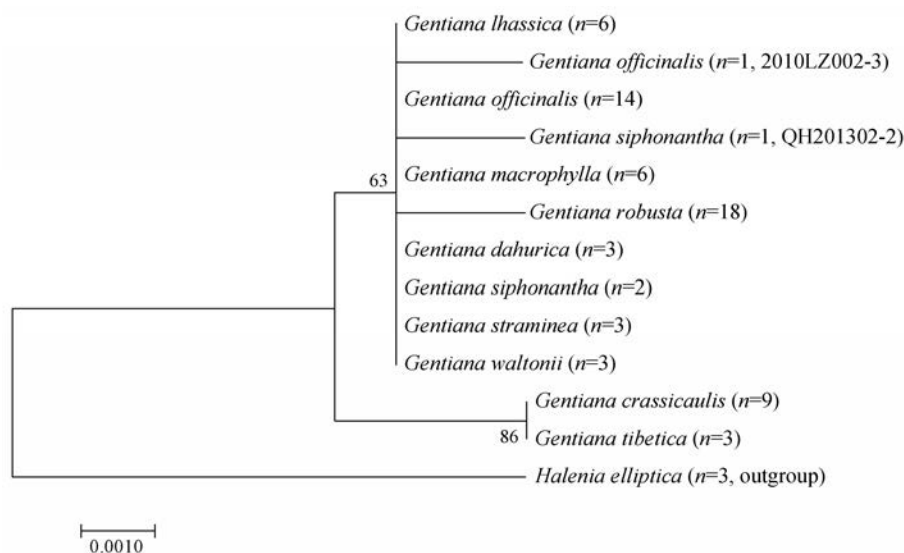 Gentiana lhassica (n=6)
Gentiana officinalis (n=1, 2010LZ002-3)
Gentiana officinalis (n=14)
Gentiana siphonantha (n=1, QH201302-2)
63
Gentiana macrophylla (n=6)
Gentiana robusta (n=18)
Gentiana dahurica (n=3)
Gentiana siphonantha (n=2)
Gentiana straminea (n=3)
Gentiana waltonii (n=3)
Gentiana crassicaulis (n=9)
86
Gentiana tibetica (n=3)
Halenia elliptica (n=3, outgroup)
0.0010